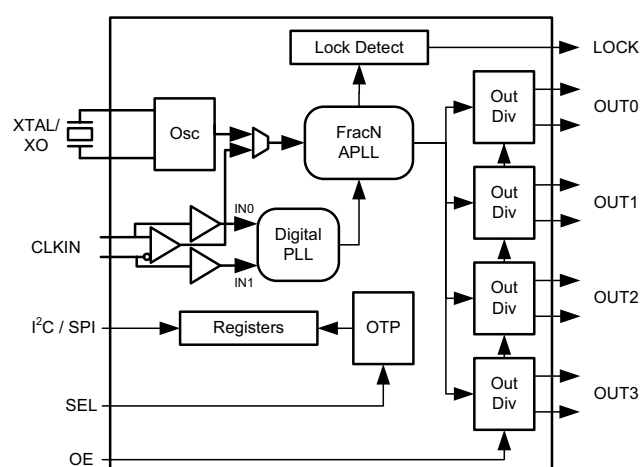 Lock Detect
LOCK
XTAL/
XO
Osc
FracN
APLL
Out
Div
OUT0
Out
Div
OUT1
CLKIN
IN0
IN1
Digital
PLL
Out
Div
OUT2
I²C / SPI
Registers
OTP
Out
Div
OUT3
SEL
OE